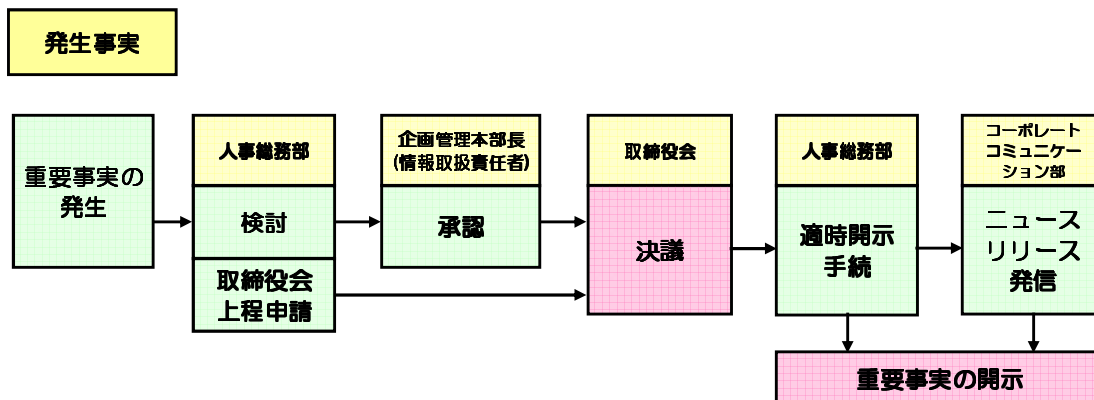 発生事実
重要事実の
発生
人事総務部
検討
取締役会
上程申請
企画管理本部長
(情報取扱責任者)
承認
取締役会
決議
人事総務部
適時開示
手続
コーポレート
コミュニケー
ション部
ニュース
リリース
発信
重要事実の開示